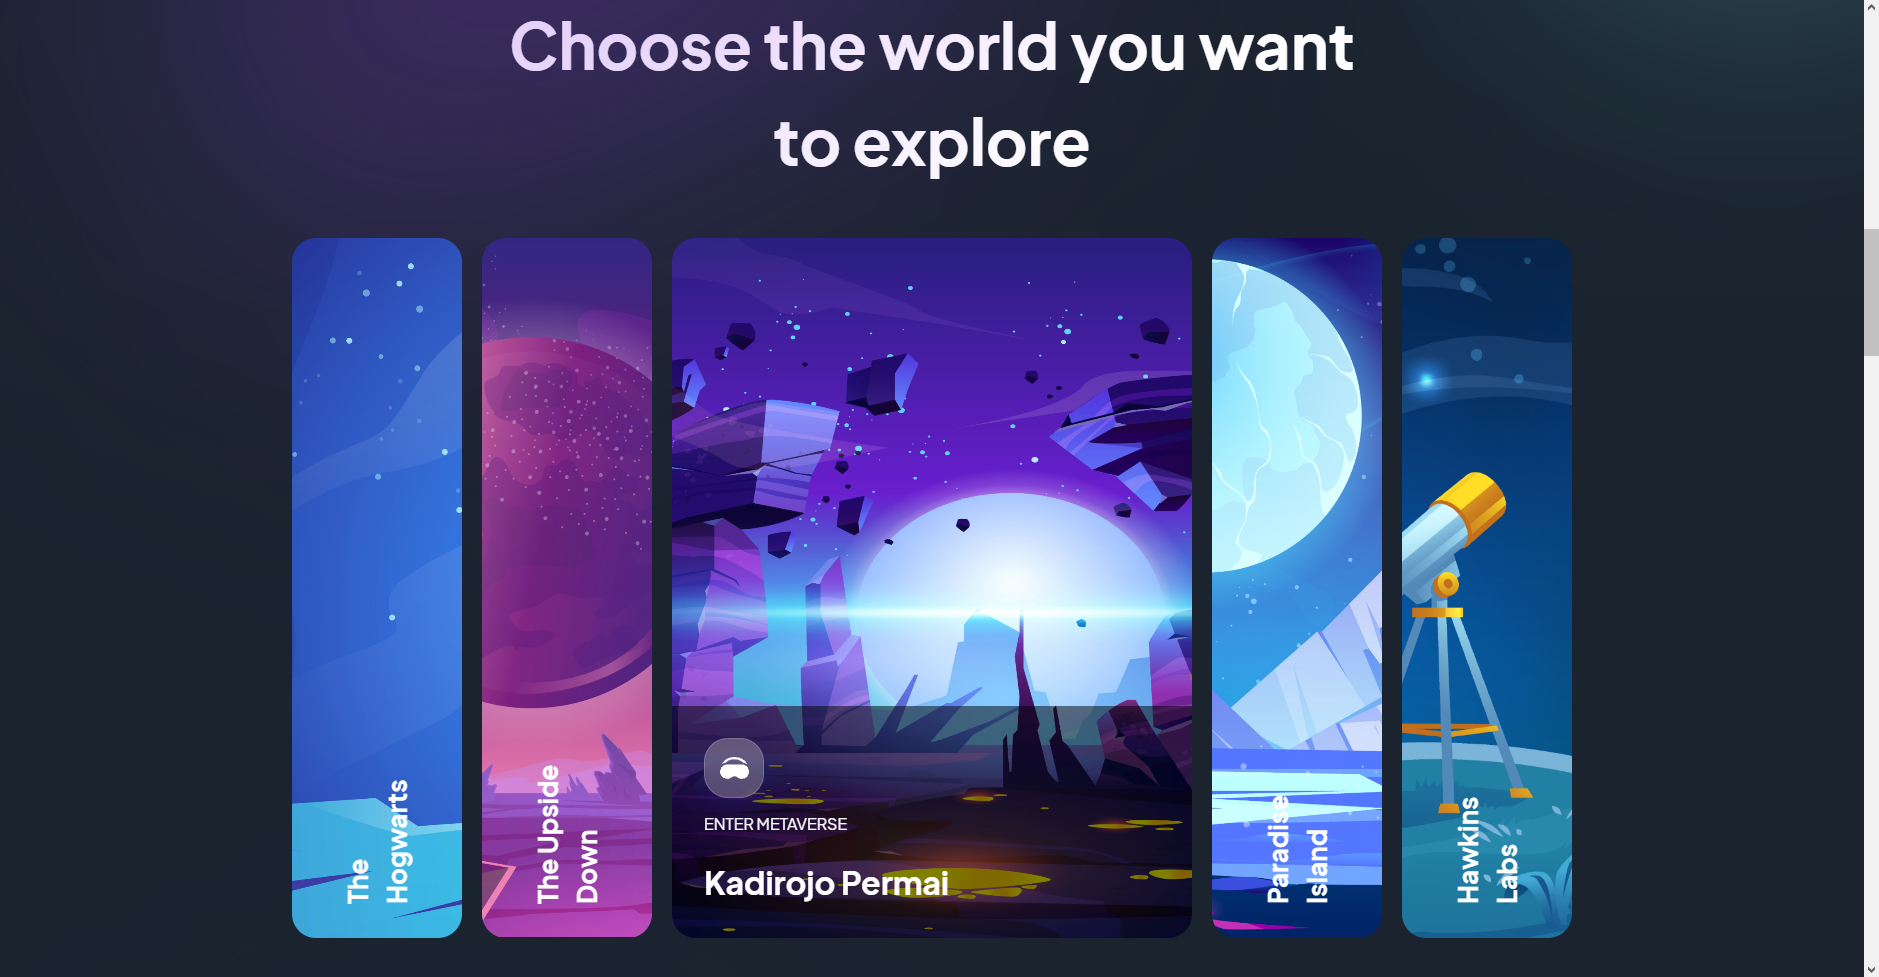 Choose the world you want
to explore
The
Hogwarts
The Upside
Down
ENTER METAVERSE
Kadirojo Permai
Paradise
Island
Hawkins
Labs